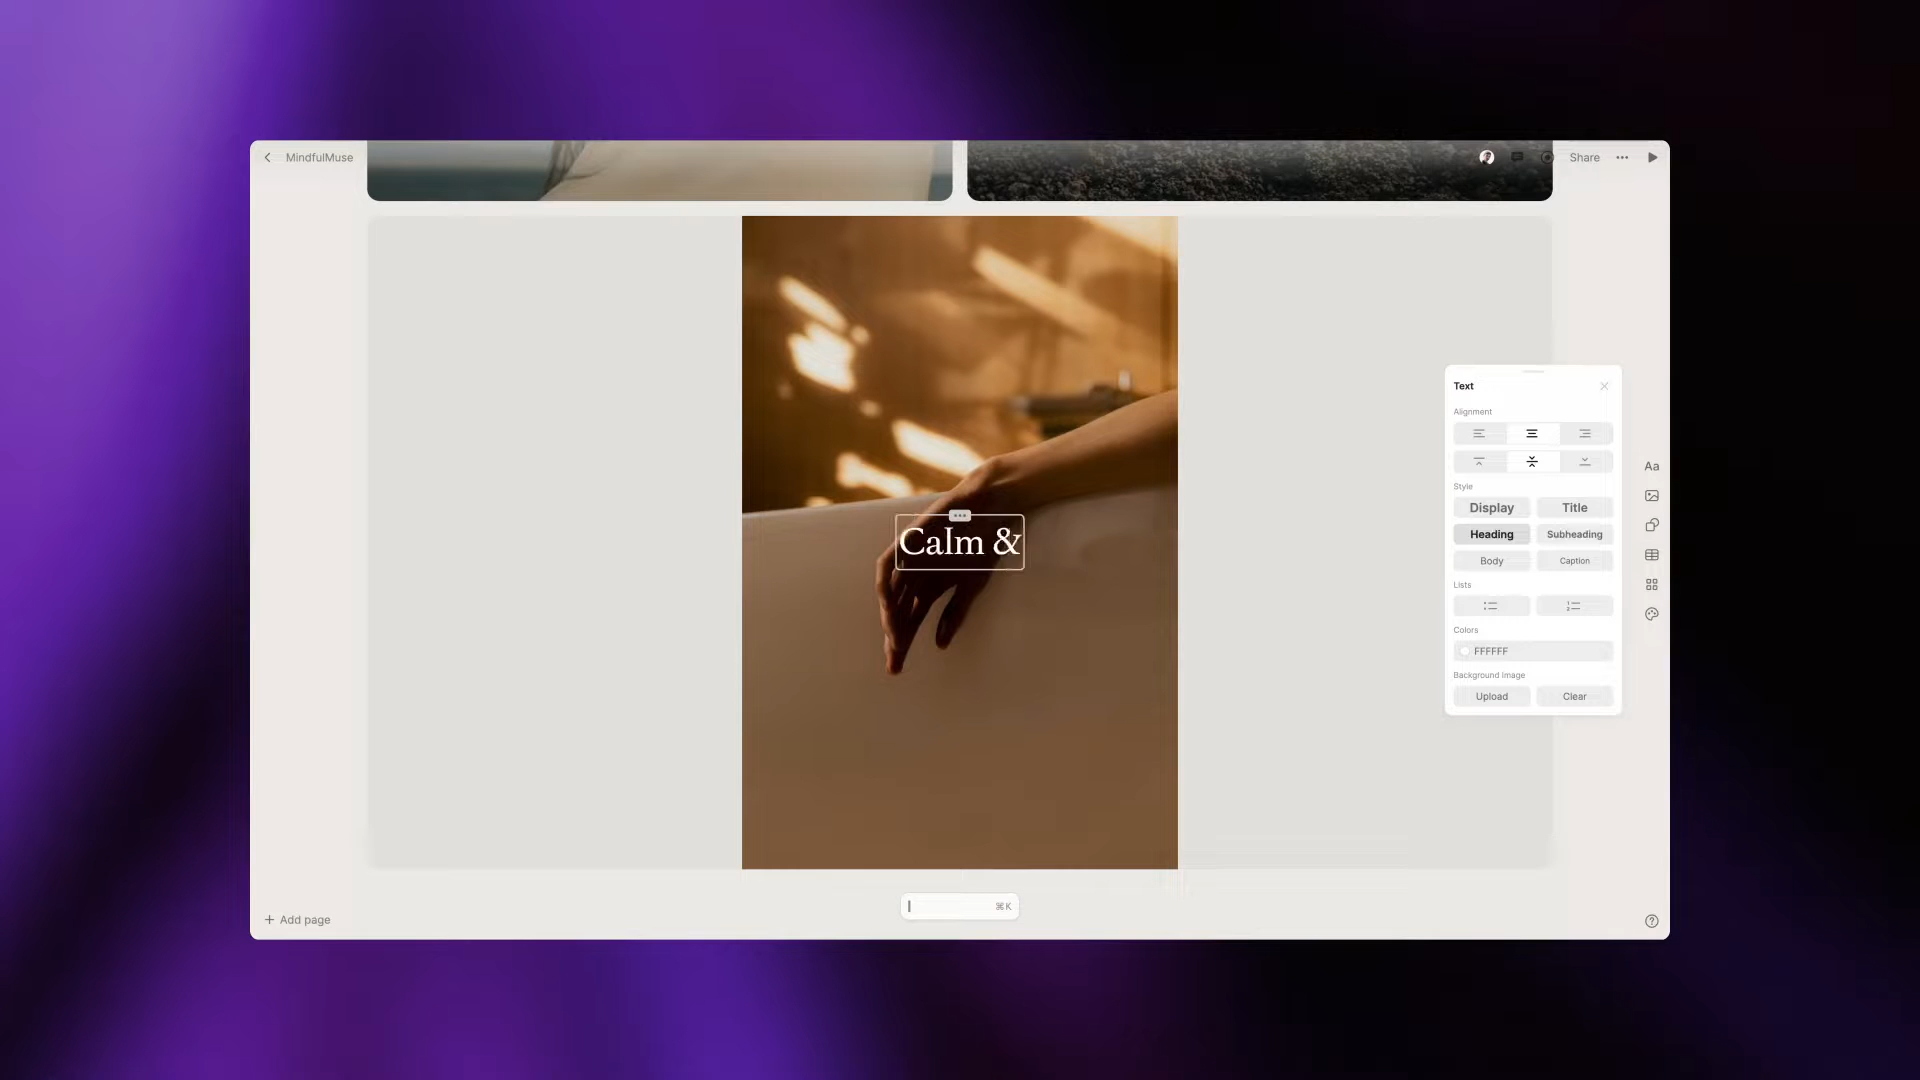 MindfulMuse
Share
Text
Alignment
Style
Display
Title
Heading
Subheading
Body
Caption
Lists
Colors
FFFFFF
Background Image
Upload
Clear
Aa
Calm &
⌘K
+ Add page